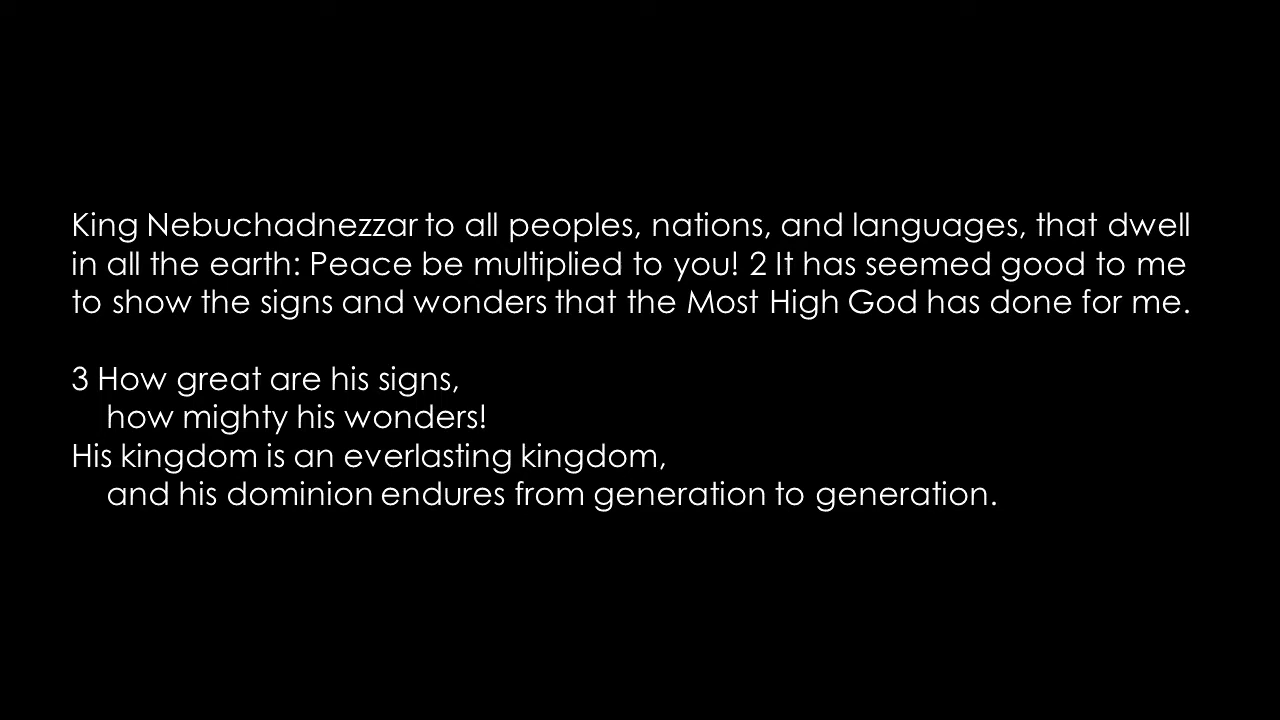 King Nebuchadnezzar to all peoples, nations, and languages, that dwell
in all the earth: Peace be multiplied to you! 2 It has seemed good to me
to show the signs and wonders that the Most High God has done for me.
3 How great are his signs,
how mighty his wonders!
His kingdom is an everlasting kingdom,
and his dominion endures from generation to generation.